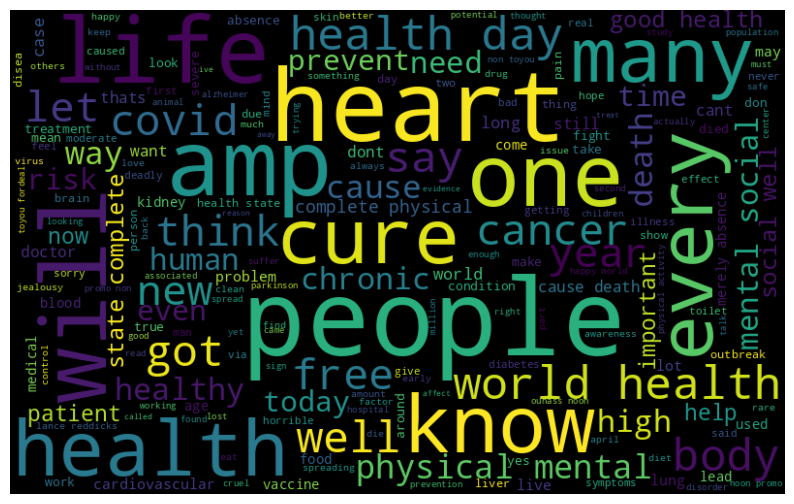 happy
keep
skin
better
potential
thought
real
good health
population
disea
case
caused
look
absence
severe
life
health day
many
others
without
live
prevent
need
something
non toyou
study
may
must
let
thats
first
alzheimer
heart
day
drug
pain
never
safe
time
treatment
animal
mind
trying
two
bad
thing
hope
cant
actually
don
covid
due
much
long
still
fight
treat
died
center
mean
moderate
way
want
away
amp
say
come
issue
take
death
virus
feel
love
deadly
always
dont
one
every
effect
mental social
social well
toyou fordeal
risk
brain
kidney
health state
cause
evidence
getting
second
children
illness
show
merely absence
will
state complete
person
back
complete physical
cure
cancer
year
now
looking
think
reason
enough
make
happy world
important
physical activity
doctor
sorry
associated
human
suffer
chronic
world
condition
cause death
toilet
jealousy
promo non
new
problem
clean
spread
parkinson
people
talk
blood
even
right
part
awareness
true
man
find
came
million
outbreak
medical
control
good
read
yet
via
sign
got
free
give
diabetes
early
lot
healthy
age
factor
amount
hospital
affect
ounass noon
world health
diet
rare
patient
working
called
found
lost
today
horrible
around
know
april
high
help
used
lance reddicks
health
well
die
said
body
cardiovascular
work
eat
cruel
vaccine
food
spreading
prevention
yes
physical mental
liver
live
symptoms
lung
lead
disorder
noon promo